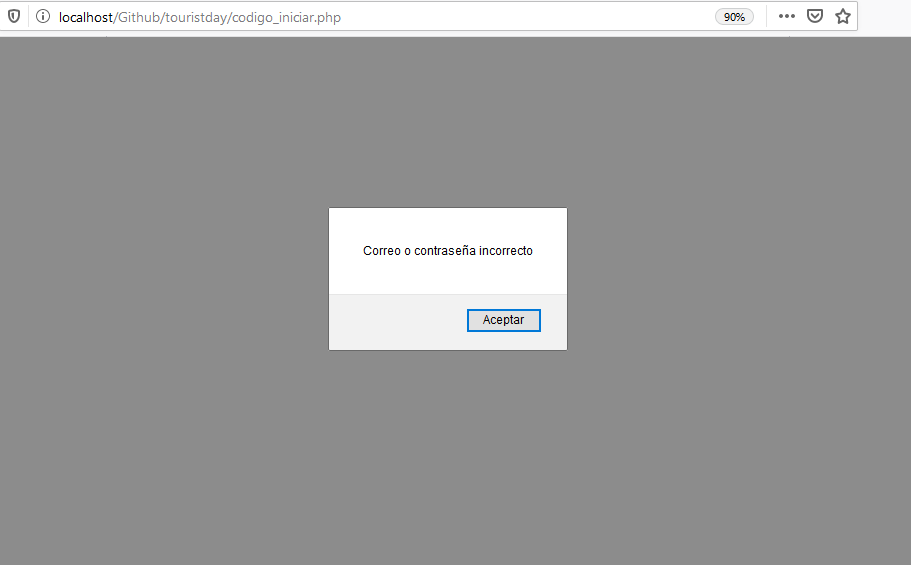 localhost/Github/touristday/codigo_iniciar.php 90%
Correo o contraseña incorrecto
Aceptar